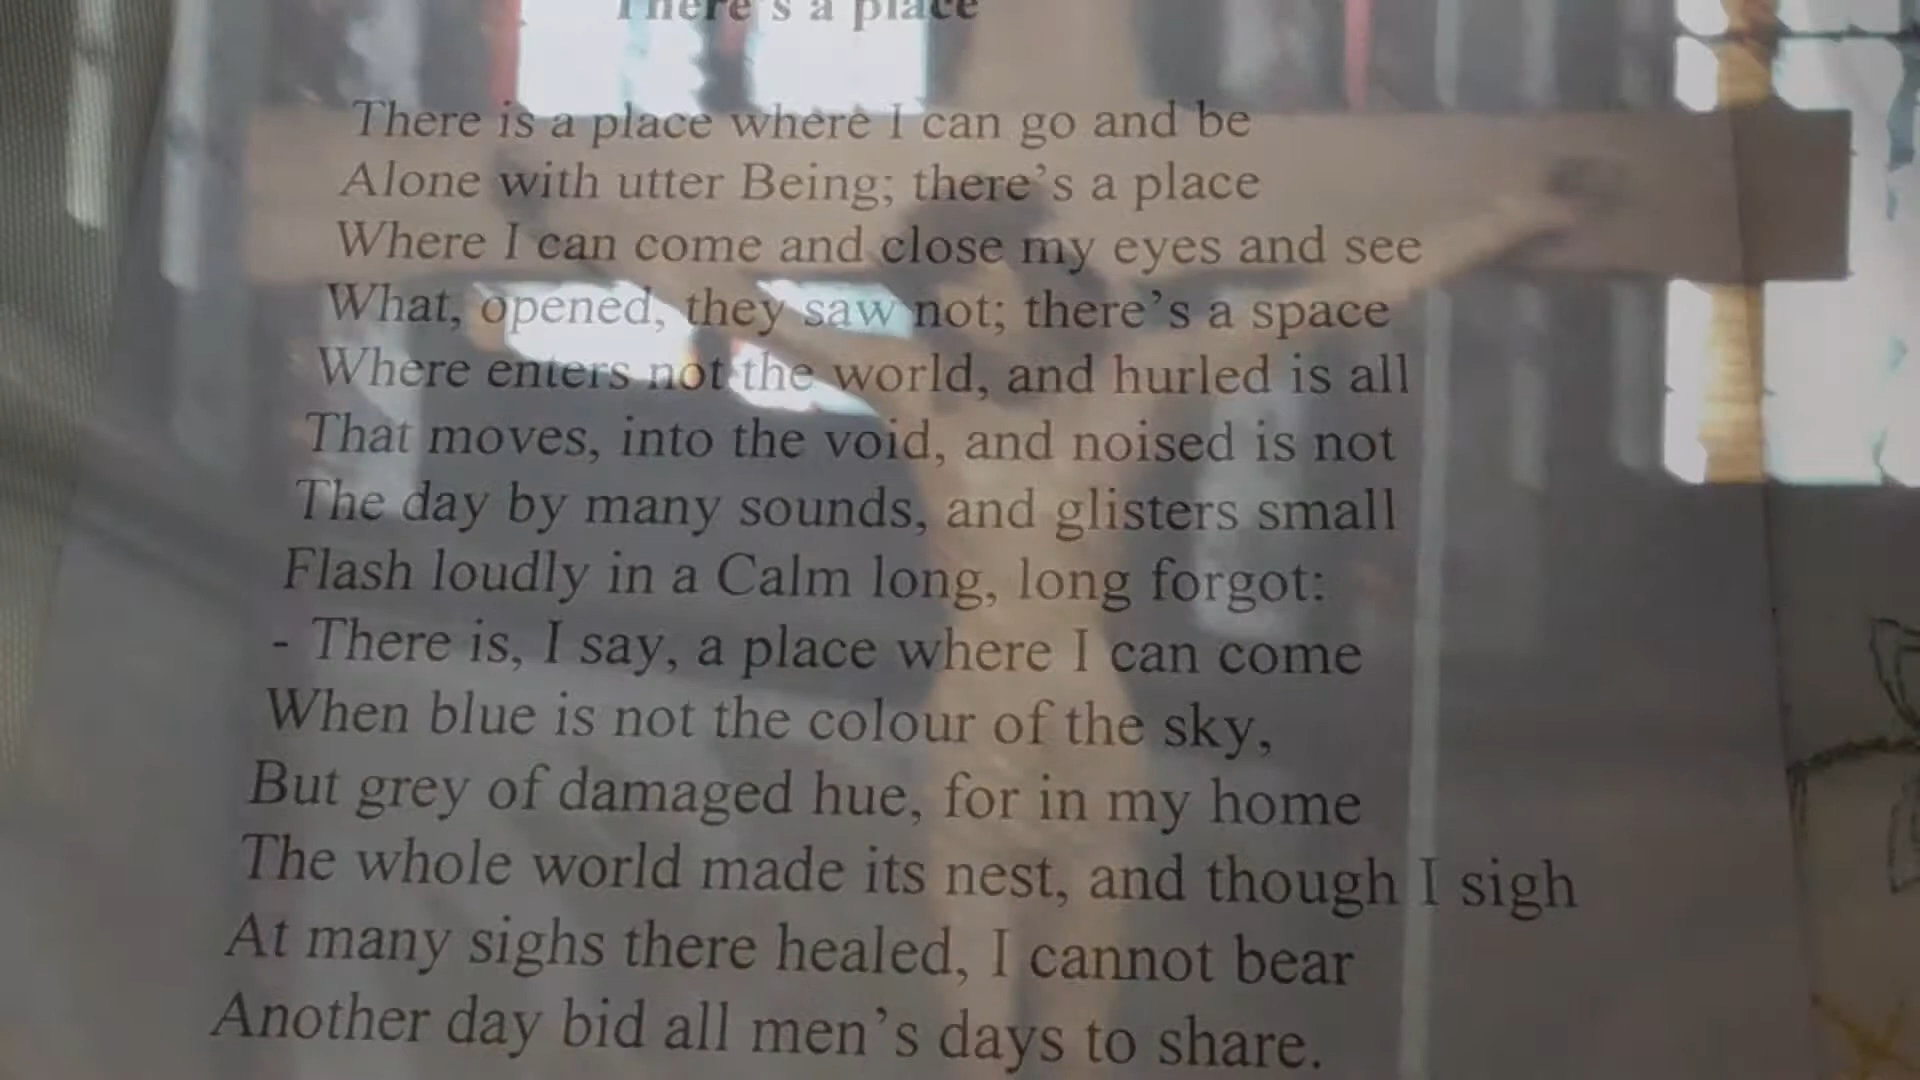 There's a place
There is a place where I can go and be
Alone with utter Being; there's a place
Where I can come and close my eyes and see
What, opened, they saw not; there's a space
Where enters not the world, and hurled is all
That moves, into the void, and noised is not
The day by many sounds, and glisters small
Flash loudly in a Calm long, long forgot:
- There is, I say, a place where I can come
When blue is not the colour of the sky,
But grey of damaged hue, for in my home
The whole world made its nest, and though I sigh
At many sighs there healed, I cannot bear
Another day bid all men's days to share.